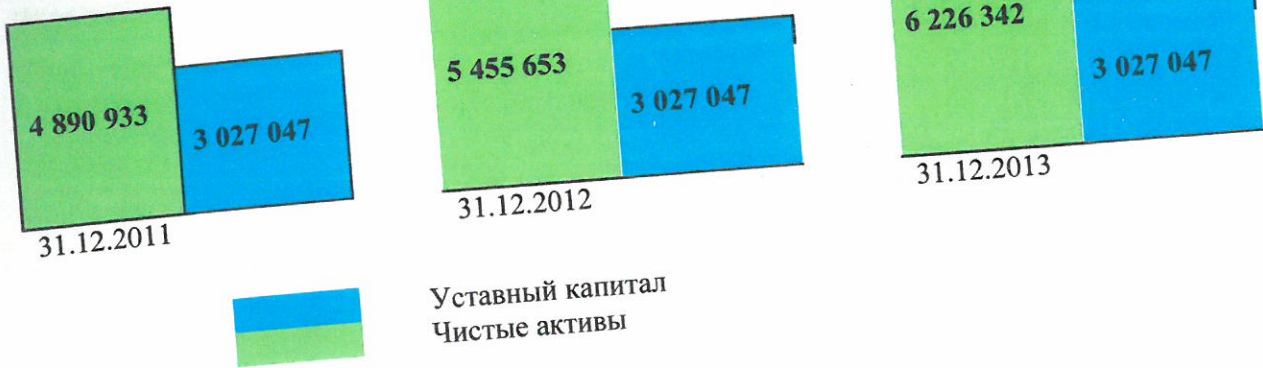 4 890 933
3 027 047
31.12.2011
5 455 653
3 027 047
31.12.2012
6 226 342
3 027 047
31.12.2013
Уставный капитал
Чистые активы